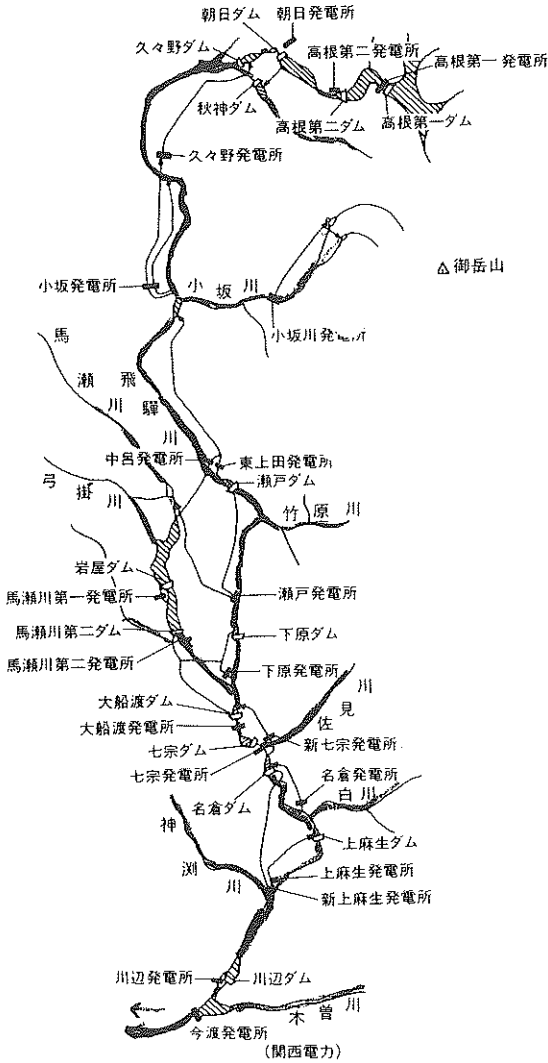 朝日ダム
朝日発電所
久々野ダム
高根第二発電所
高根第一発電所
秋神ダム
高根第二ダム
高根第一ダム
久々野発電所
御岳山
小坂発電所
小坂川
小坂川発
馬瀬川
飛驒川
中呂発電所
東上田発電所
瀬戸ダム
弓掛川
竹原川
岩屋ダム
馬瀬川第一発電所
瀬戸発電所
馬瀬川第二ダム
下原ダム
馬瀬川第二発電所
下原発電所
大船渡ダム
佐見川
大船渡発電所
新七宗発電所
七宗ダム
七宗発電所
名倉発電所
名倉ダム
白川
神渕川
上麻生ダム
上麻生発電所
新上麻生発電所
川辺発電所
川辺ダム
木曽川
今渡発電所
(関西電力)